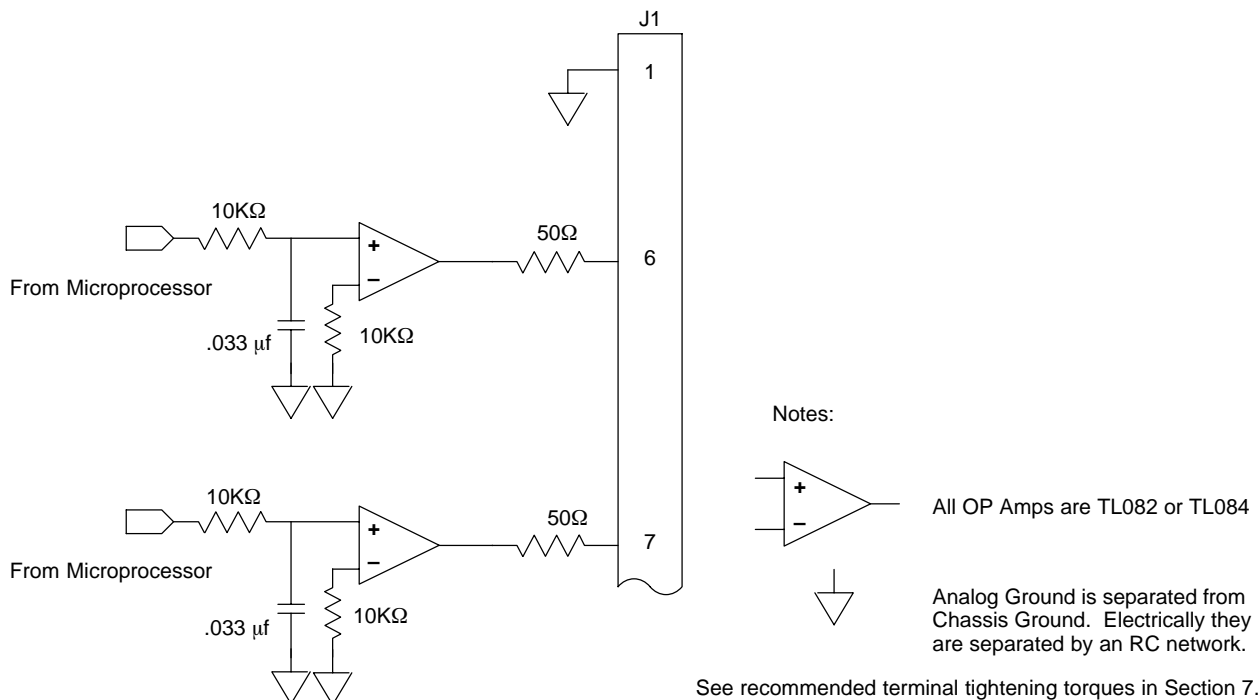 J1
1
10KΩ
+
−
50Ω
6
From Microprocessor
.033 µf
10KΩ
Notes:
10KΩ
+
−
50Ω
7
From Microprocessor
.033 µf
10KΩ
+
−
All OP Amps are TL082 or TL084
Analog Ground is separated from
Chassis Ground. Electrically they
are separated by an RC network.
See recommended terminal tightening torques in Section 7.